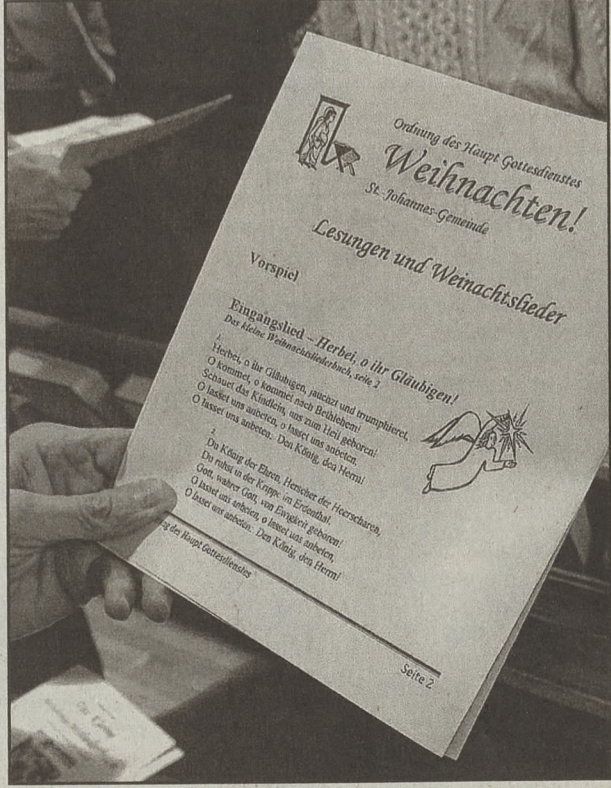 Ordnung des Haupt Gottesdienstes
Weihnachten!
St. Johannes-Gemeinde
Lesungen und Weinachtslieder
Vorspiel
Eingangslied – Herbei, o ihr Gläubigen!
Das kleine Weihnachtsliederbuch, seite 2
1.
Herbei, o ihr Gläubigen, jauchzt und triumphieret,
O kommet, o kommet nach Bethlehem!
Schauet das Kindlein, uns zum Heil geboren!
O lasset uns anbeten, o lasset uns anbeten,
O lasset uns anbeten. Den König, den Herrn!
2.
Du König der Ehren, Herscher der Heerscharen,
Du ruhst in der Krippe im Erdenthal.
Gott, wahrer Gott, von Ewigkeit geboren!
O lasset uns anbeten, o lasset uns anbeten,
O lasset uns anbeten. Den König, den Herrn!
des Haupt Gottesdienstes
Seite 2